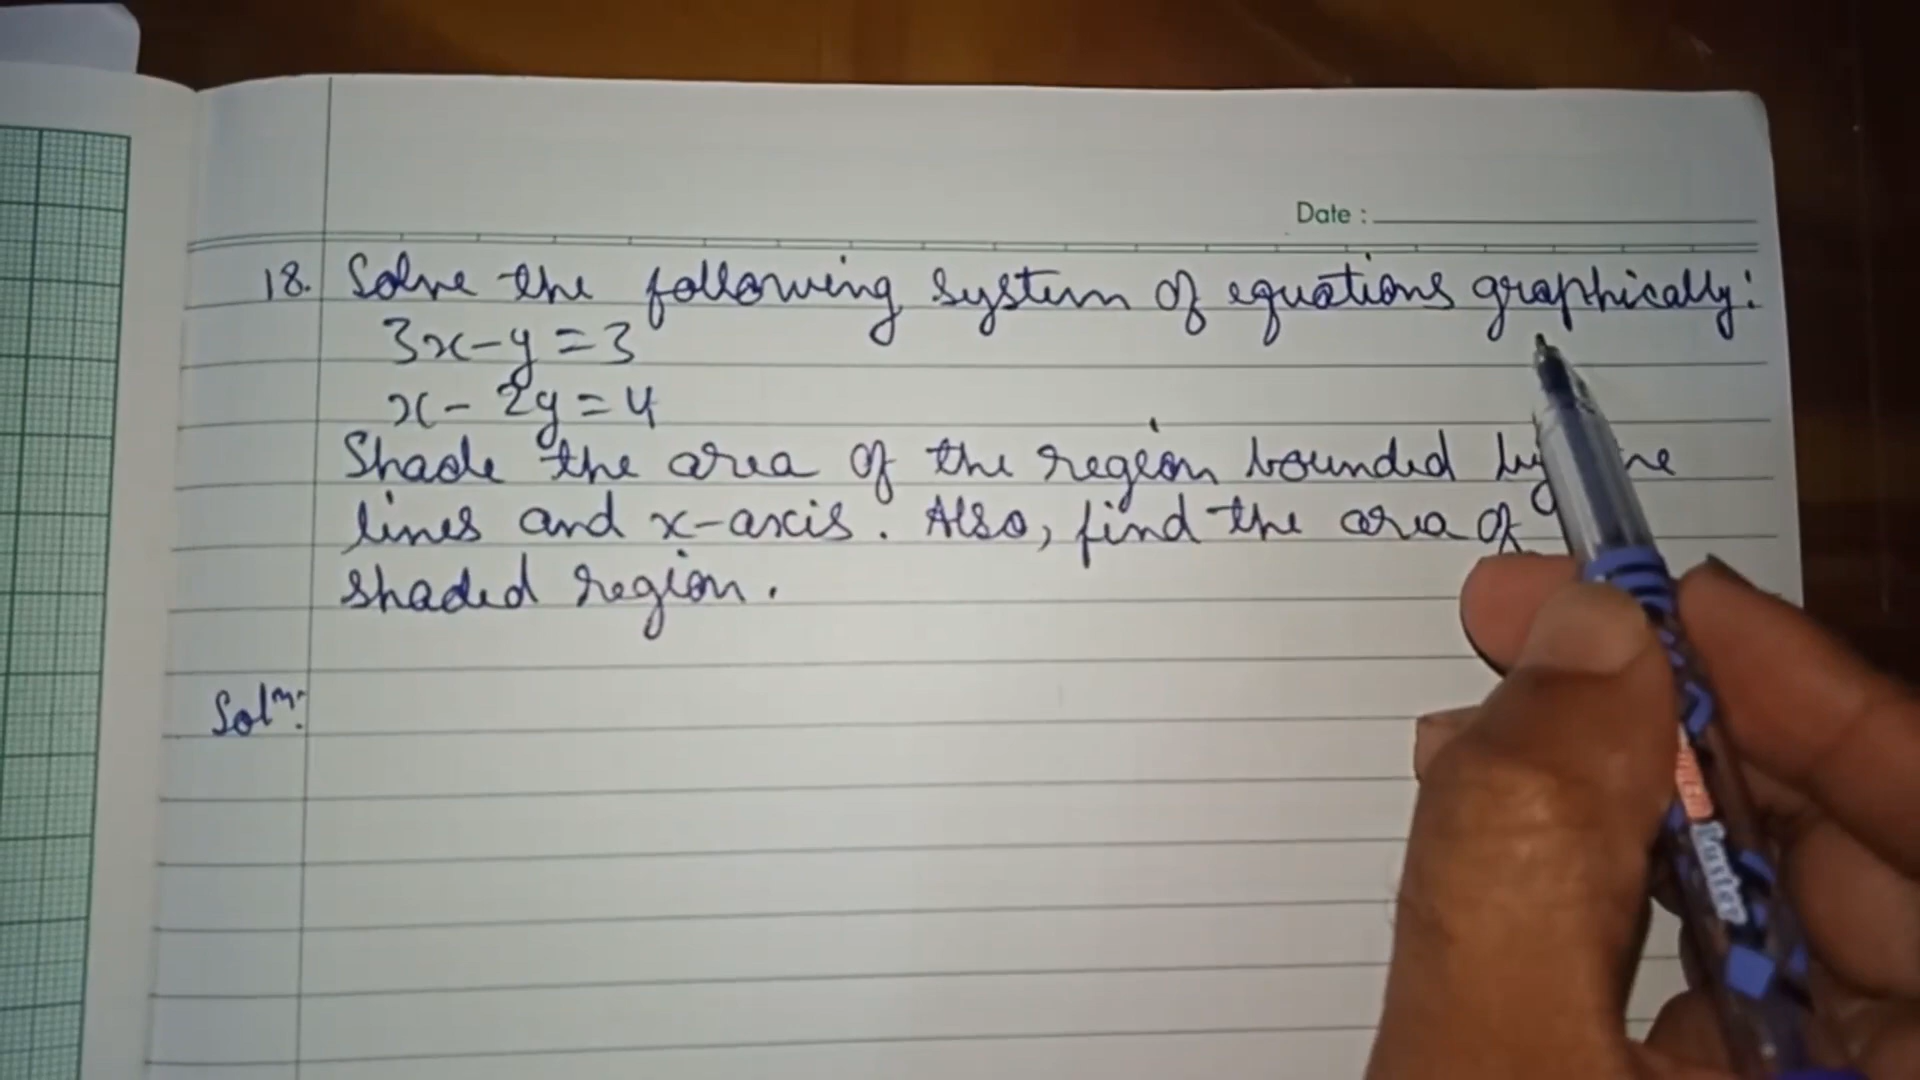 Date :
18. Solve the following system of equations graphically:
3x-y=3
x-2y=4
Shade the area of the region bounded by
lines and x-axis. Also, find the area of
shaded region.
Solⁿ: